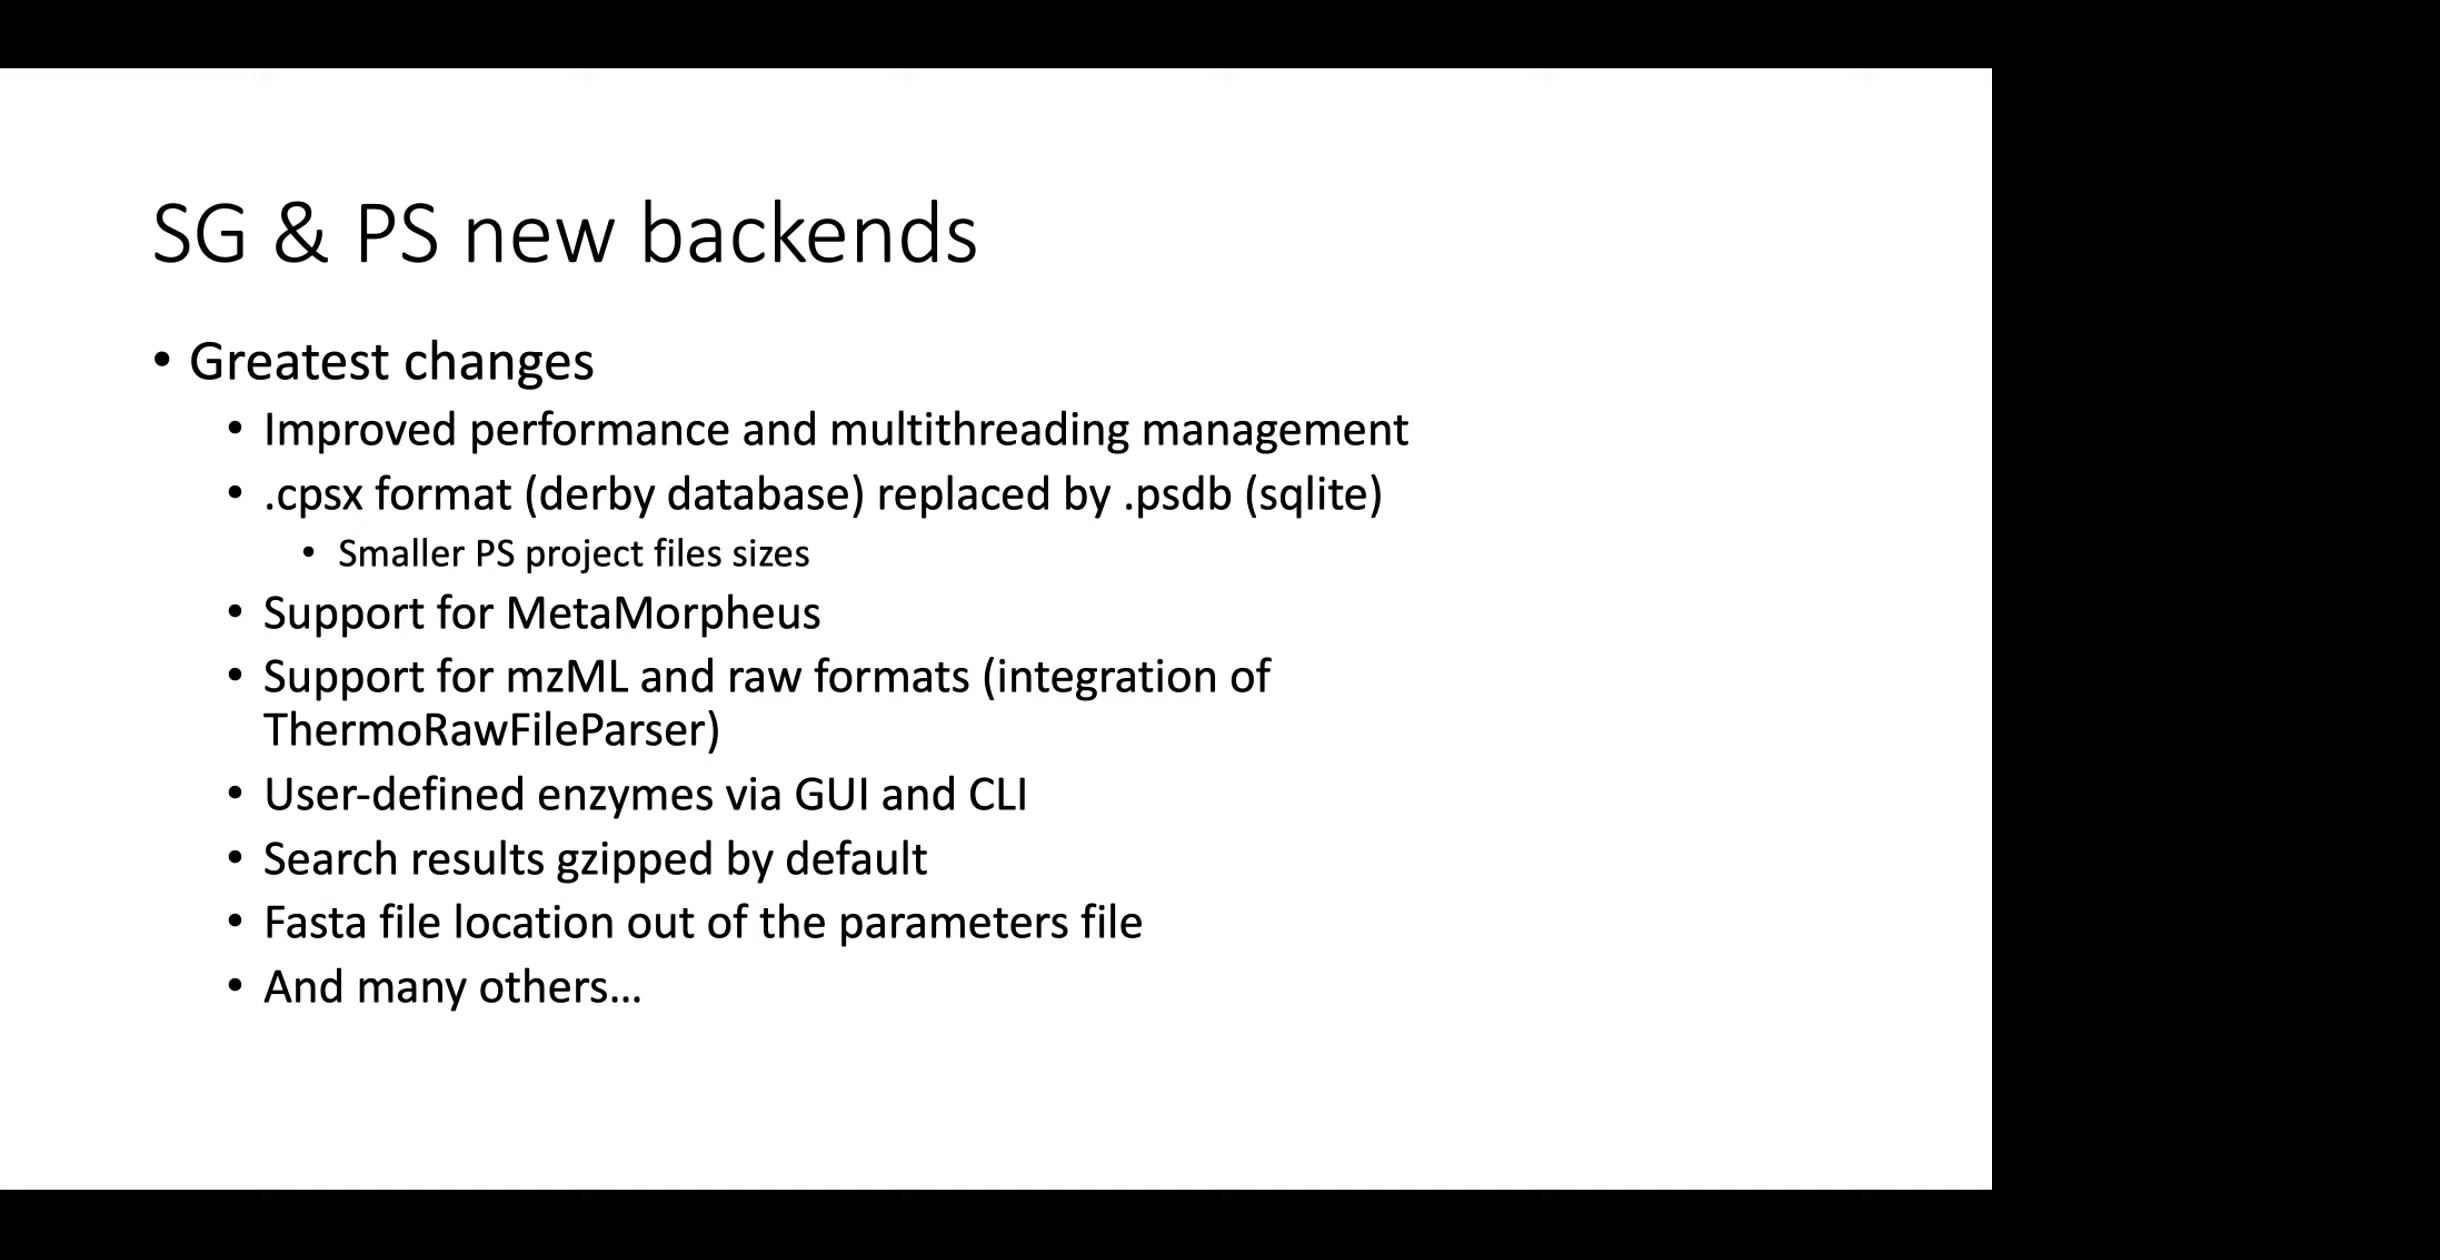 SG & PS new backends
• Greatest changes
• Improved performance and multithreading management
• .cpsx format (derby database) replaced by .psdb (sqlite)
• Smaller PS project files sizes
• Support for MetaMorpheus
• Support for mzML and raw formats (integration of
ThermoRawFileParser)
• User-defined enzymes via GUI and CLI
• Search results gzipped by default
• Fasta file location out of the parameters file
• And many others...